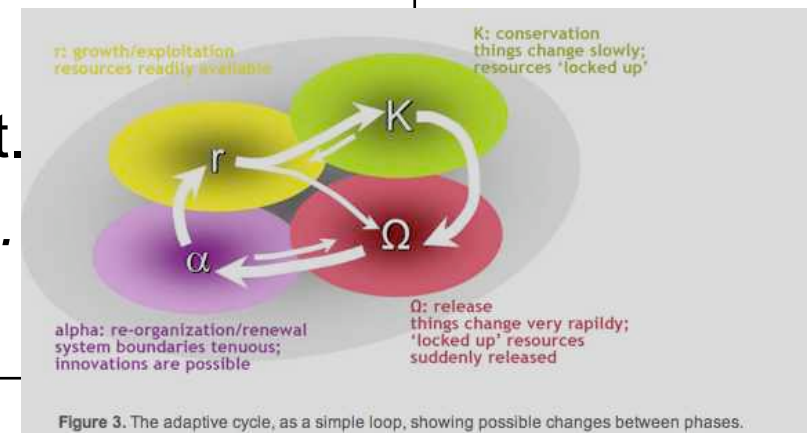 r: growth/exploitation
resources readily available
K: conservation
things change slowly;
resources ‘locked up’
t.
.
r
K
α
Ω
alpha: re-organization/renewal
system boundaries tenuous;
innovations are possible
Ω: release
things change very rapildy;
‘locked up’ resources
suddenly released
Figure 3. The adaptive cycle, as a simple loop, showing possible changes between phases.